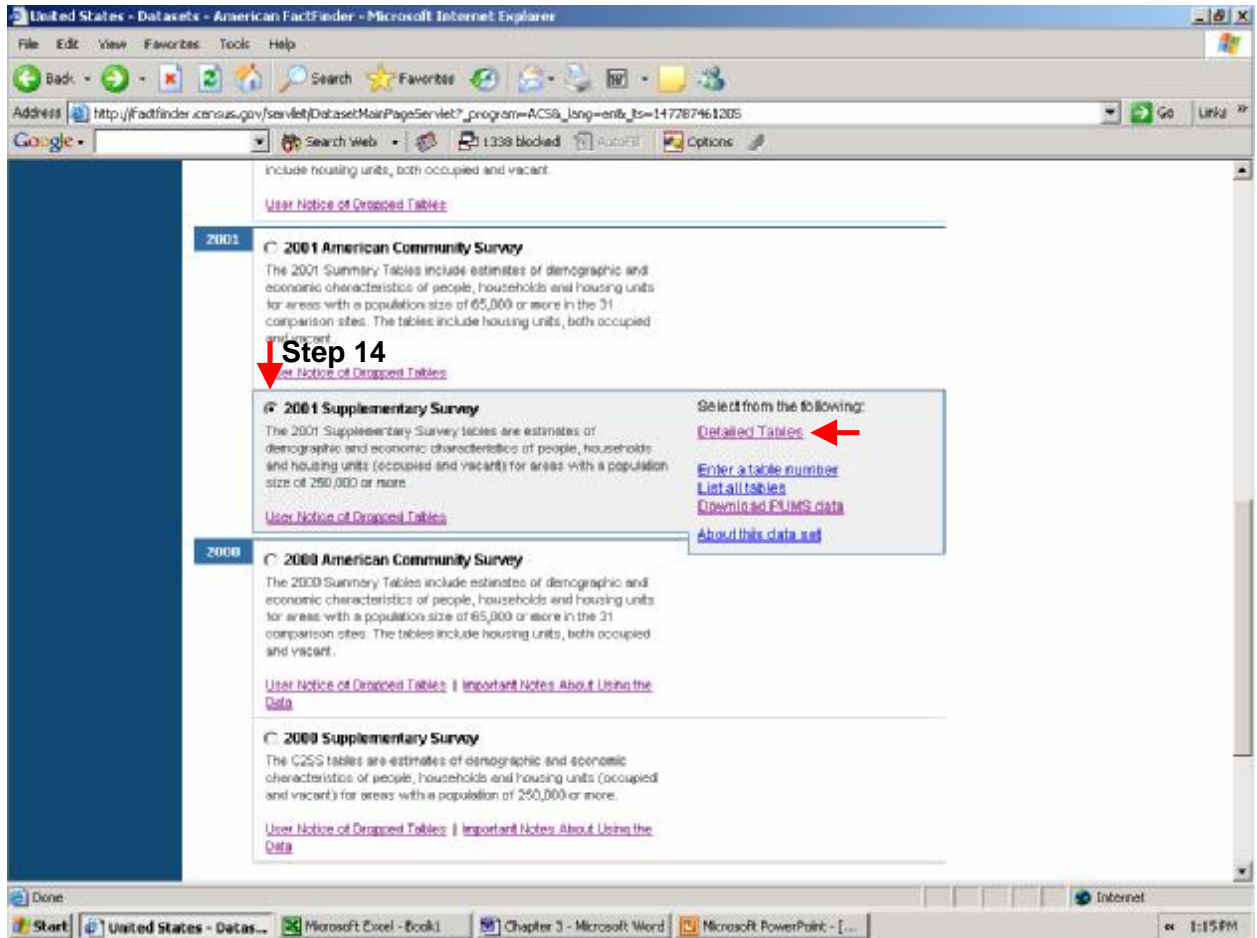 United States - Datasets - American FactFinder - Microsoft Internet Explorer
File Edit View Favorites Tools Help
Back Search Favorites
Address http://factfinder.census.gov/servlet/DatasetMainPageServlet?_program=ACS&_lang=en&_ts=147787461205 Go Links »
Google Search Web 1338 blocked AutoFill Options
include housing units, both occupied and vacant.
User Notice of Dropped Tables
2001
2001 American Community Survey
The 2001 Summary Tables include estimates of demographic and
economic characteristics of people, households and housing units
for areas with a population size of 65,000 or more in the 31
comparison sites. The tables include housing units, both occupied
and vacant.
Step 14
User Notice of Dropped Tables
2001 Supplementary Survey
The 2001 Supplementary Survey tables are estimates of
demographic and economic characteristics of people, households
and housing units (occupied and vacant) for areas with a population
size of 250,000 or more.
User Notice of Dropped Tables
Select from the following:
Detailed Tables
Enter a table number
List all tables
Download PUMS data
About this data set
2000
2000 American Community Survey
The 2000 Summary Tables include estimates of demographic and
economic characteristics of people, households and housing units
for areas with a population size of 65,000 or more in the 31
comparison sites. The tables include housing units, both occupied
and vacant.
User Notice of Dropped Tables | Important Notes About Using the
Data
2000 Supplementary Survey
The C2SS tables are estimates of demographic and economic
characteristics of people, households and housing units (occupied
and vacant) for areas with a population of 250,000 or more.
User Notice of Dropped Tables | Important Notes About Using the
Data
Done Internet
Start United States - Datas... Microsoft Excel - Book1 Chapter 3 - Microsoft Word Microsoft PowerPoint - [... « 1:15 PM